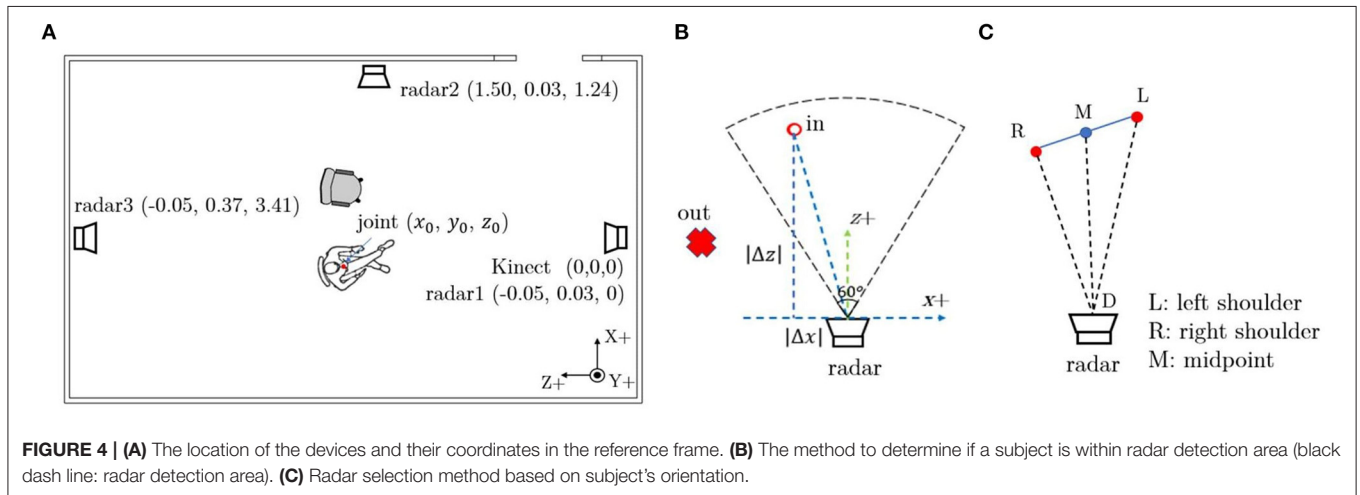 A
radar2 (1.50, 0.03, 1.24)
radar3 (-0.05, 0.37, 3.41)
joint (x₀, y₀, z₀)
Kinect (0,0,0)
radar1 (-0.05, 0.03, 0)
X+
Z+
Y+
B
in
out
z+
|Δz|
60°
x+
|Δx|
radar
C
L
M
R
D
radar
L: left shoulder
R: right shoulder
M: midpoint
FIGURE 4 | (A) The location of the devices and their coordinates in the reference frame. (B) The method to determine if a subject is within radar detection area (black
dash line: radar detection area). (C) Radar selection method based on subject's orientation.